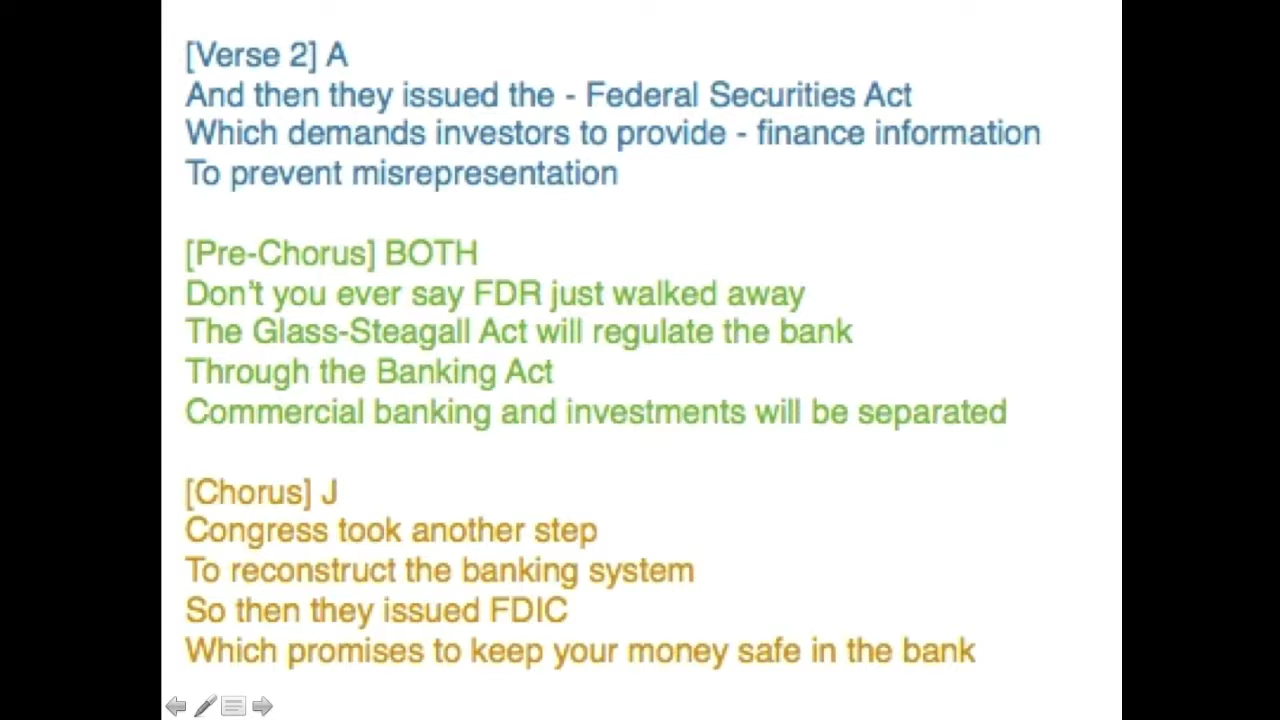 [Verse 2] A
And then they issued the - Federal Securities Act
Which demands investors to provide - finance information
To prevent misrepresentation
[Pre-Chorus] BOTH
Don't you ever say FDR just walked away
The Glass-Steagall Act will regulate the bank
Through the Banking Act
Commercial banking and investments will be separated
[Chorus] J
Congress took another step
To reconstruct the banking system
So then they issued FDIC
Which promises to keep your money safe in the bank